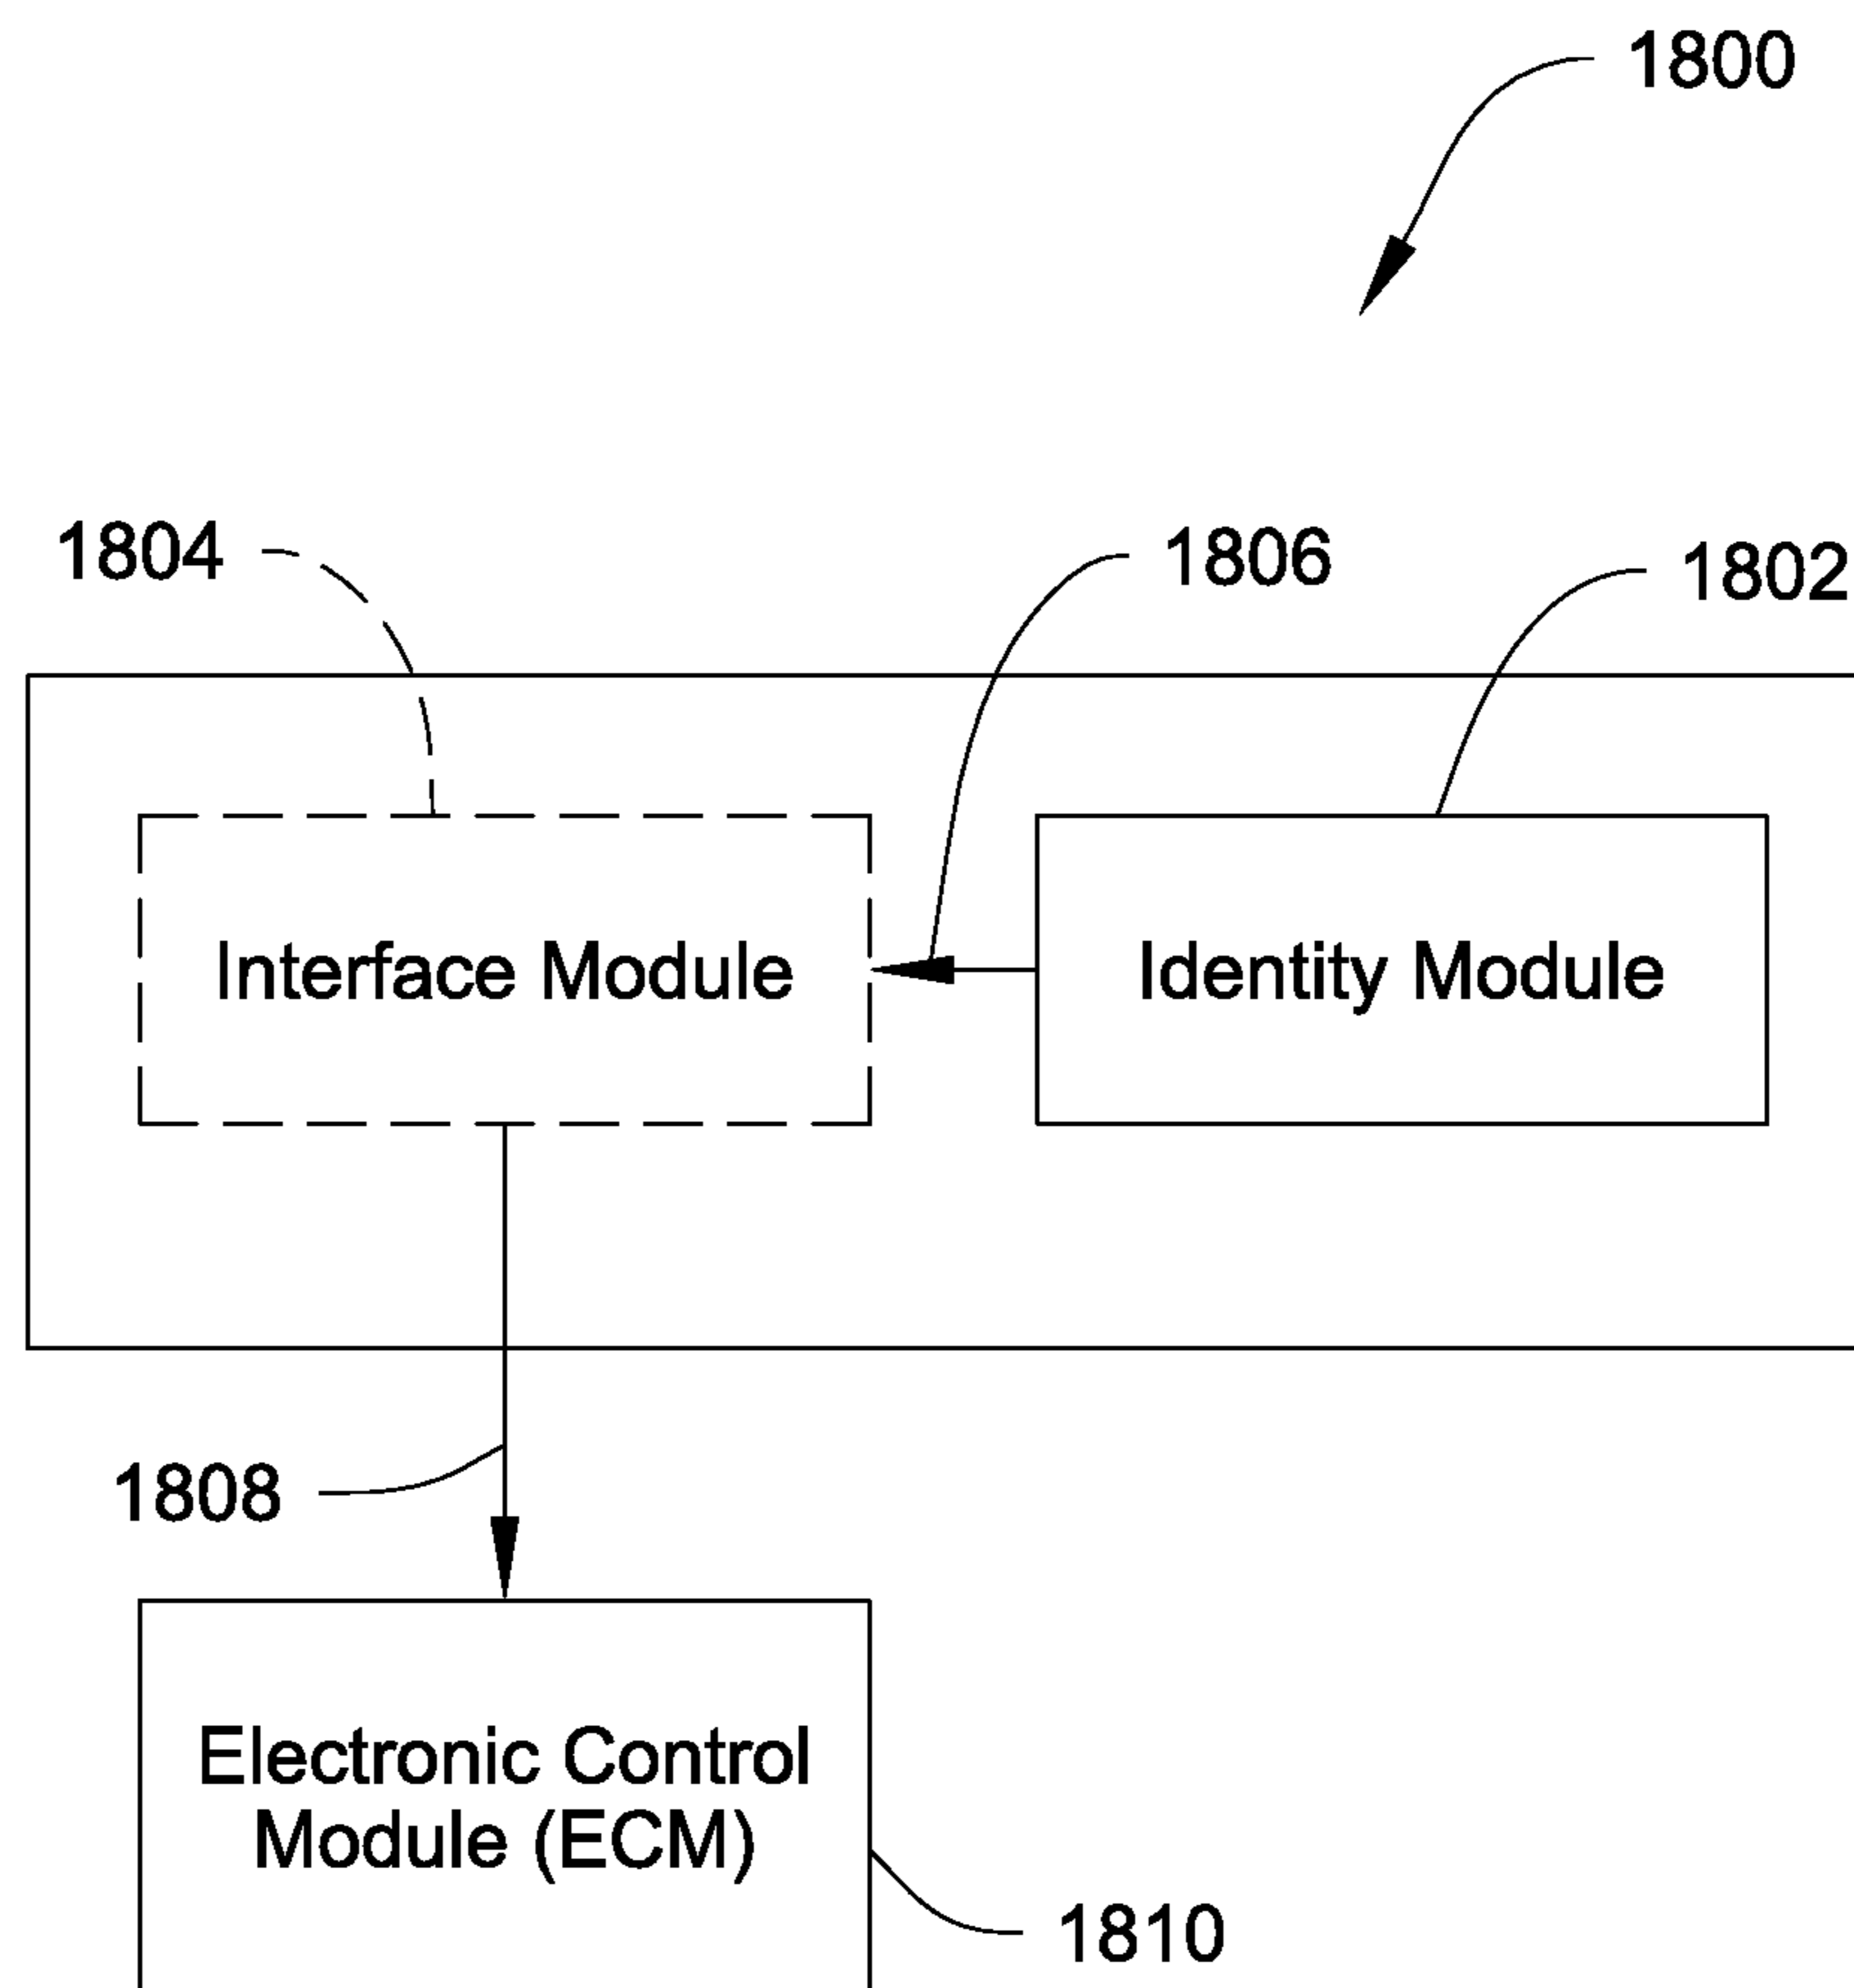 1800
1804
1806
1802
Interface Module
Identity Module
1808
Electronic Control
Module (ECM)
1810